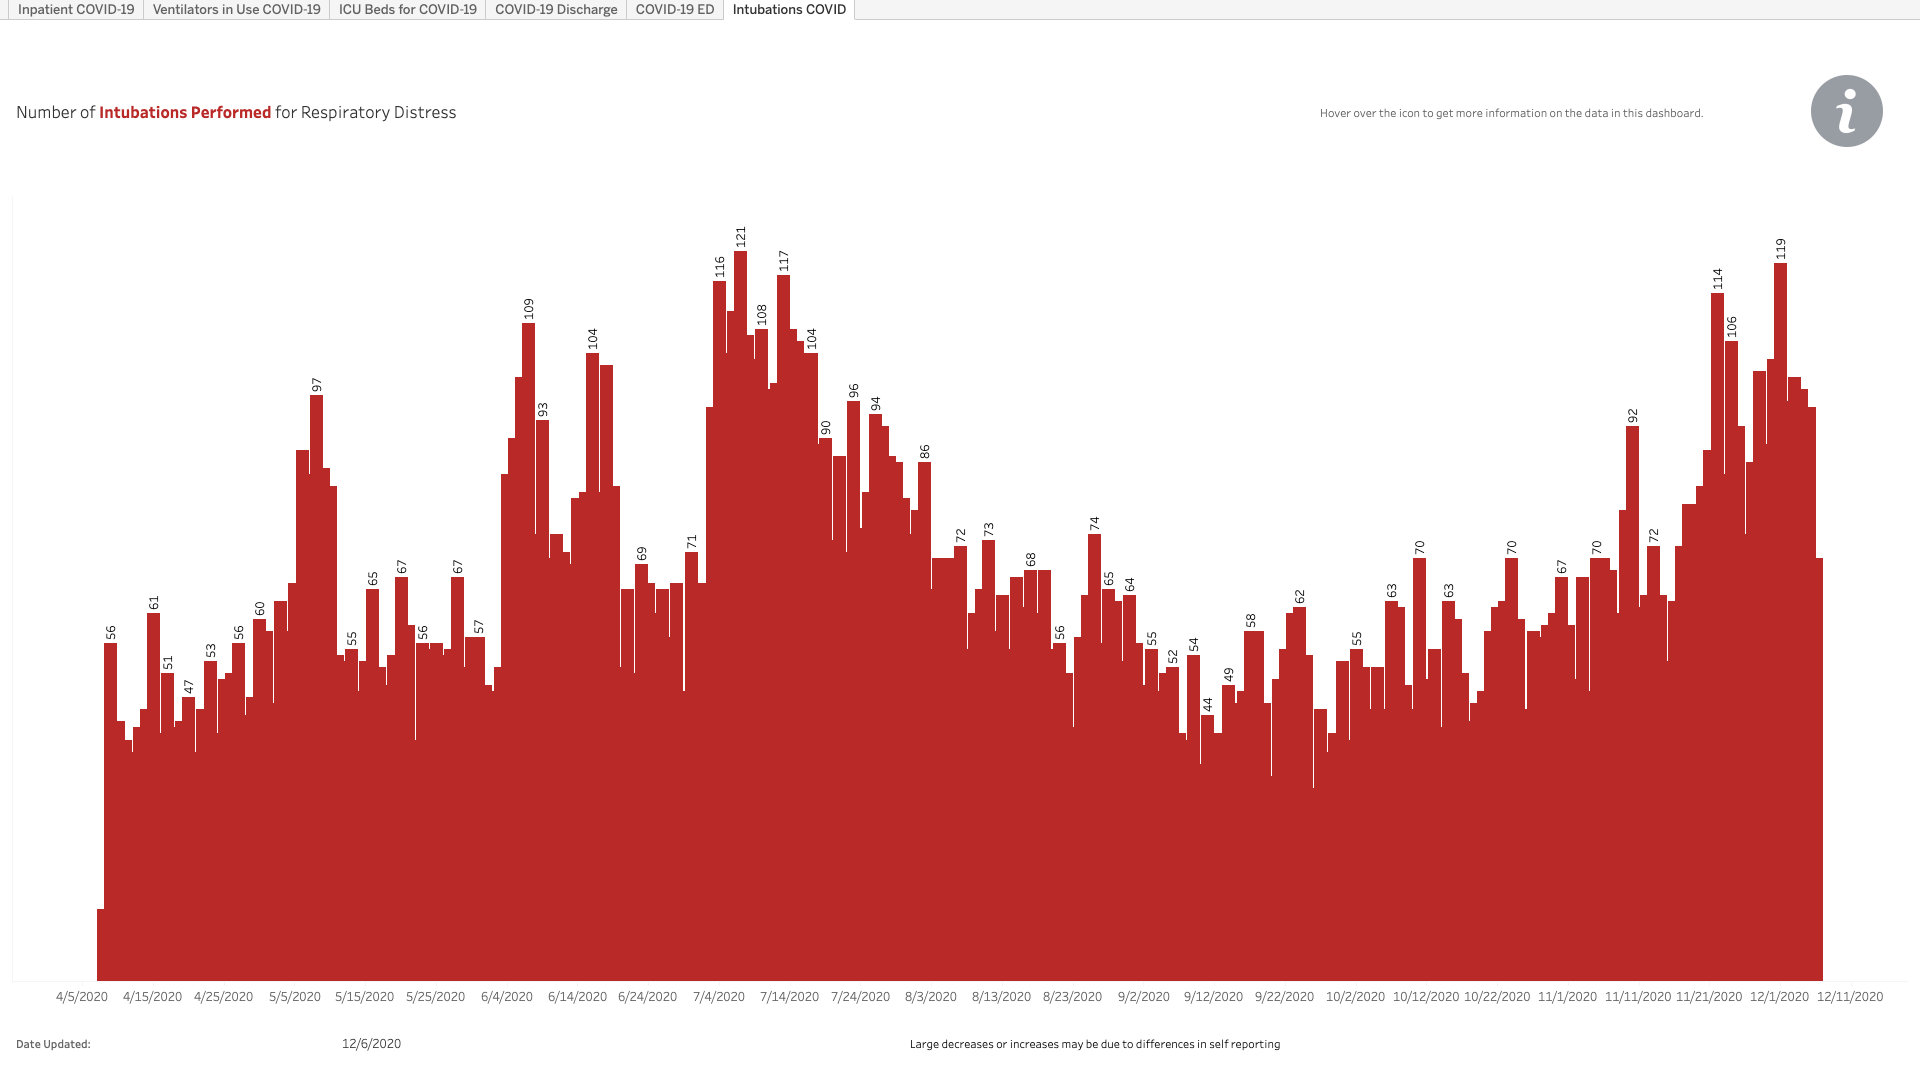 Inpatient COVID-19 Ventilators in Use COVID-19 ICU Beds for COVID-19 COVID-19 Discharge COVID-19 ED Intubations COVID
Number of Intubations Performed for Respiratory Distress
Hover over the icon to get more information on the data in this dashboard.
i
56 61 51 47 53 56 60 97 55 65 67 56 67 57 109 93 104 69 71 116 121 108 117 104 90 96 94 86 72 73 68 56 74 65 64 55 52 54 44 49 58 62 55 63 70 63 70 67 70 92 72 114 106 119
4/5/2020 4/15/2020 4/25/2020 5/5/2020 5/15/2020 5/25/2020 6/4/2020 6/14/2020 6/24/2020 7/4/2020 7/14/2020 7/24/2020 8/3/2020 8/13/2020 8/23/2020 9/2/2020 9/12/2020 9/22/2020 10/2/2020 10/12/2020 10/22/2020 11/1/2020 11/11/2020 11/21/2020 12/1/2020 12/11/2020
Date Updated: 12/6/2020 Large decreases or increases may be due to differences in self reporting